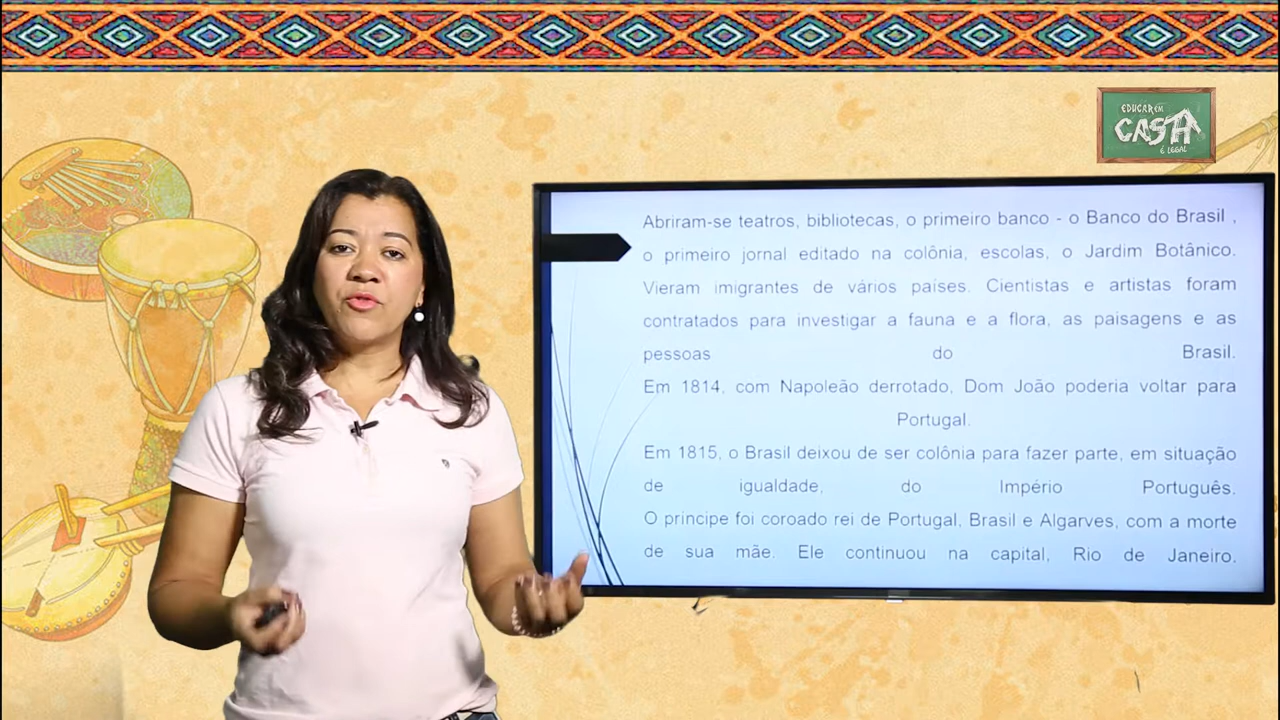 EDUCAR EM
CASA
É LEGAL
Abriram-se teatros, bibliotecas, o primeiro banco - o Banco do Brasil ,
o primeiro jornal editado na colônia, escolas, o Jardim Botânico.
Vieram imigrantes de vários países. Cientistas e artistas foram
contratados para investigar a fauna e a flora, as paisagens e as
pessoas do Brasil.
Em 1814, com Napoleão derrotado, Dom João poderia voltar para
Portugal.
Em 1815, o Brasil deixou de ser colônia para fazer parte, em situação
de igualdade, do Império Português.
O principe foi coroado rei de Portugal, Brasil e Algarves, com a morte
de sua mãe. Ele continuou na capital, Rio de Janeiro.